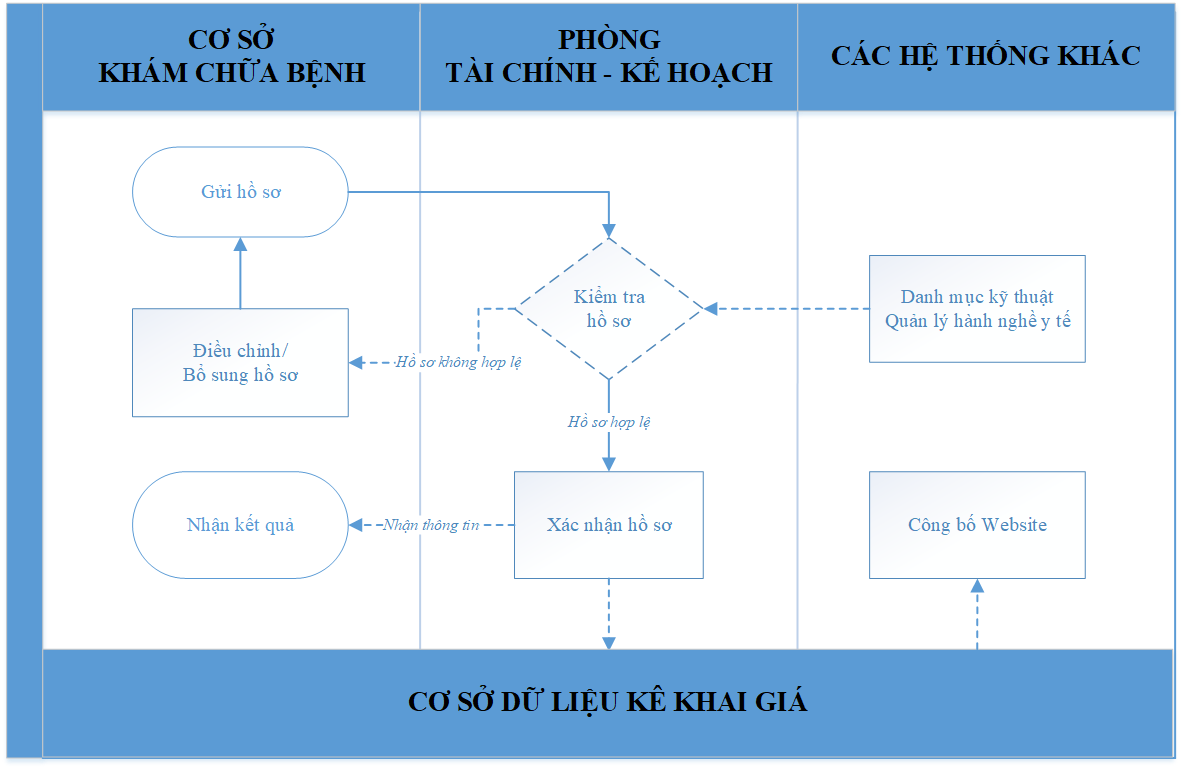 CƠ SỞ
KHÁM CHỮA BỆNH
PHÒNG
TÀI CHÍNH - KẾ HOẠCH
CÁC HỆ THỐNG KHÁC
Gửi hồ sơ
Kiểm tra
hồ sơ
Danh mục kỹ thuật
Quản lý hành nghề y tế
Điều chỉnh/
Bổ sung hồ sơ
Hồ sơ không hợp lệ
Hồ sơ hợp lệ
Nhận kết quả
Nhận thông tin
Xác nhận hồ sơ
Công bố Website
CƠ SỞ DỮ LIỆU KÊ KHAI GIÁ